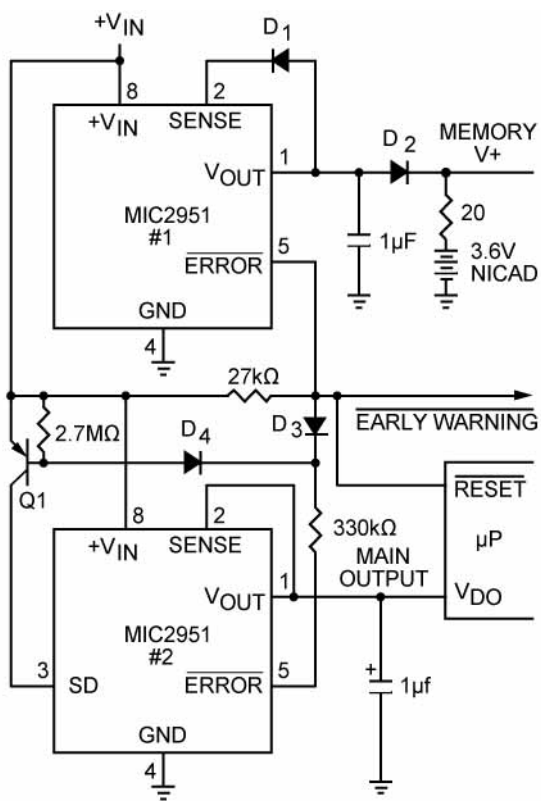 +VIN
D1
8
2
+VIN
SENSE
D2
MEMORY
V+
1
VOUT
MIC2951
#1
20
1µF
3.6V
NICAD
5
ERROR
GND
4
27kΩ
D3
EARLY WARNING
2.7MΩ
D4
Q1
RESET
8
2
330kΩ
µP
+VIN
SENSE
MAIN
OUTPUT
1
VOUT
VDO
MIC2951
#2
3
SD
5
ERROR
+
1µf
GND
4